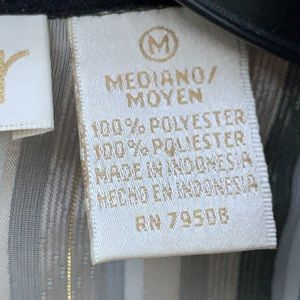 M
MEDIANO/
MOYEN
100% POLYESTER
100% POLIESTER
MADE IN INDONESIA
HECHO EN INDONESIA
RN 79508